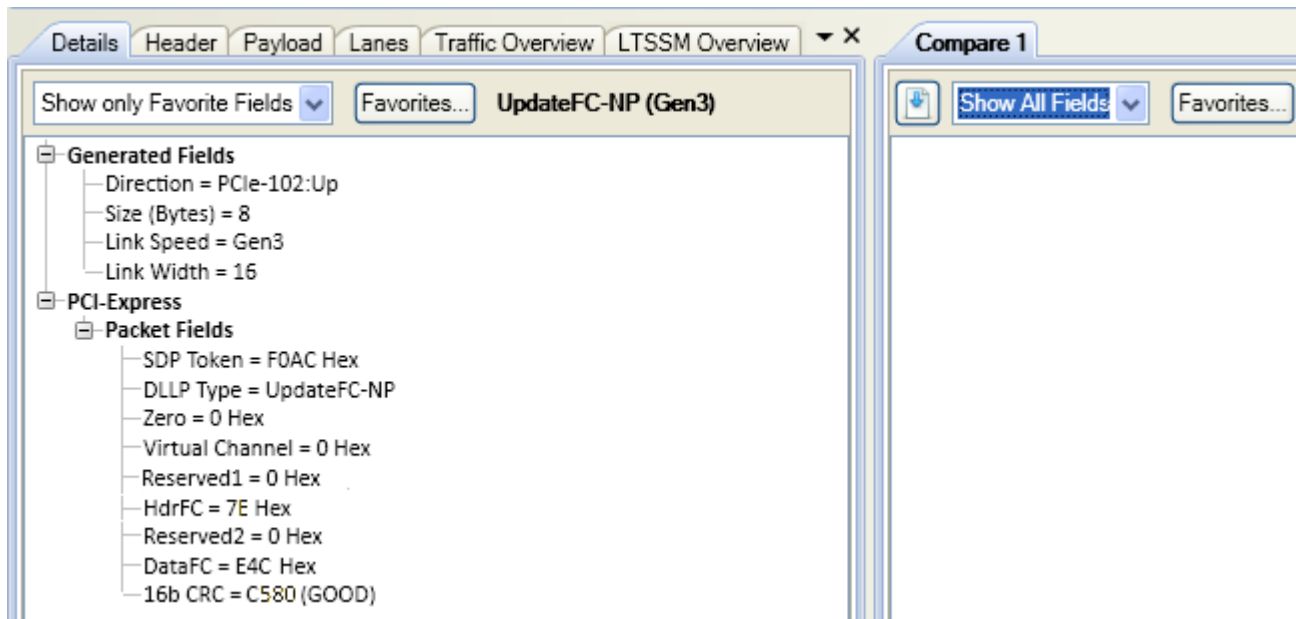 Details Header Payload Lanes Traffic Overview LTSSM Overview
Show only Favorite Fields Favorites... UpdateFC-NP (Gen3)
Generated Fields
Direction = PCIe-102:Up
Size (Bytes) = 8
Link Speed = Gen3
Link Width = 16
PCI-Express
Packet Fields
SDP Token = F0AC Hex
DLLP Type = UpdateFC-NP
Zero = 0 Hex
Virtual Channel = 0 Hex
Reserved1 = 0 Hex
HdrFC = 7E Hex
Reserved2 = 0 Hex
DataFC = E4C Hex
16b CRC = C580 (GOOD)
Compare 1
Show All Fields Favorites...